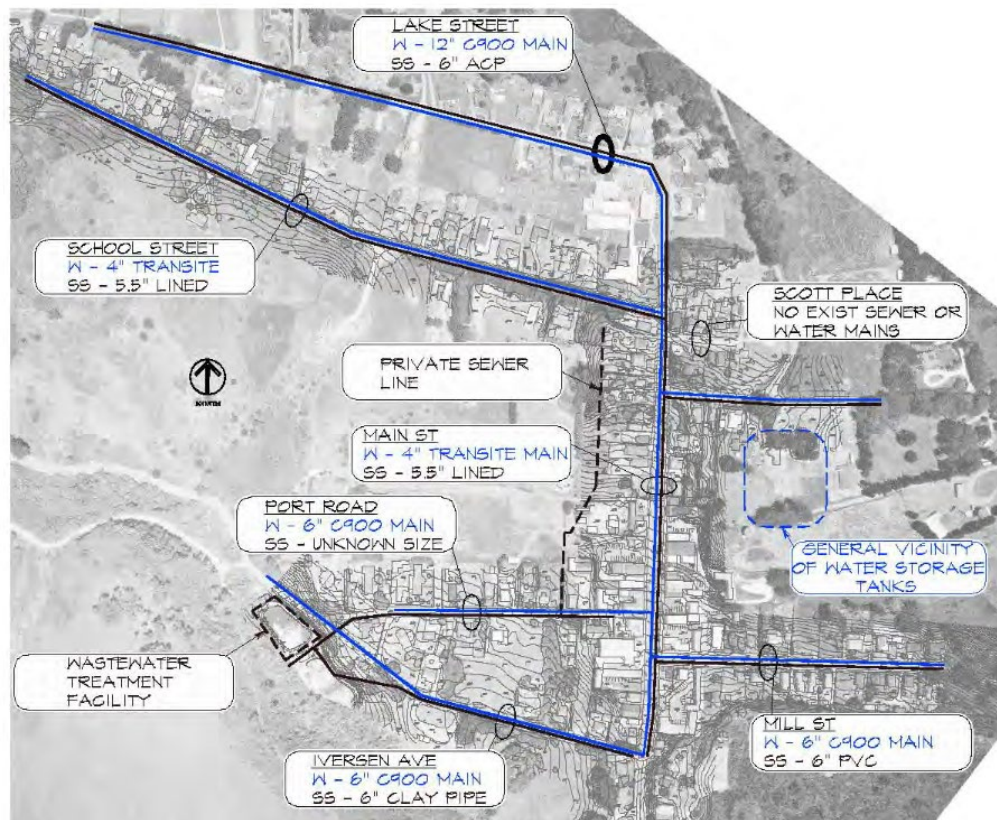 LAKE STREET
W - 12" C900 MAIN
SS - 6" ACP
SCHOOL STREET
W - 4" TRANSITE
SS - 5.5" LINED
SCOTT PLACE
NO EXIST SEWER OR
WATER MAINS
PRIVATE SEWER
LINE
NORTH
MAIN ST
W - 4" TRANSITE MAIN
SS - 5.5" LINED
PORT ROAD
W - 6" C900 MAIN
SS - UNKNOWN SIZE
GENERAL VICINITY
OF WATER STORAGE
TANKS
WASTEWATER
TREATMENT
FACILITY
MILL ST
W - 6" C900 MAIN
SS - 6" PVC
IVERSEN AVE
W - 6" C900 MAIN
SS - 6" CLAY PIPE